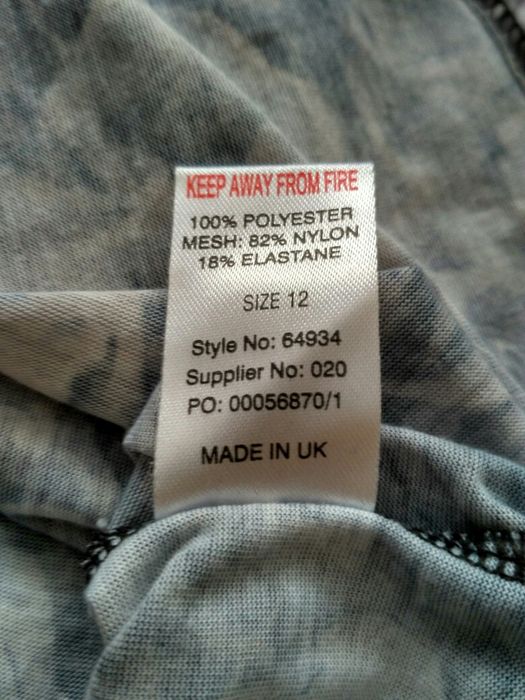 KEEP AWAY FROM FIRE
100% POLYESTER
MESH: 82% NYLON
18% ELASTANE
SIZE 12
Style No: 64934
Supplier No: 020
PO: 00056870/1
MADE IN UK